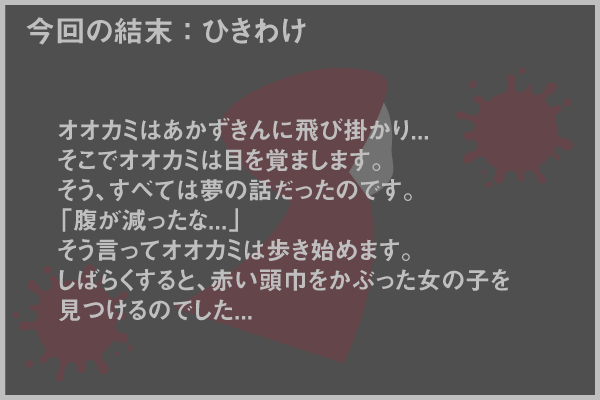 今回の結末：ひきわけ
オオカミはあかずきんに飛び掛かり...
そこでオオカミは目を覚まします。
そう、すべては夢の話だったのです。
「腹が減ったな...」
そう言ってオオカミは歩き始めます。
しばらくすると、赤い頭巾をかぶった女の子を
見つけるのでした...